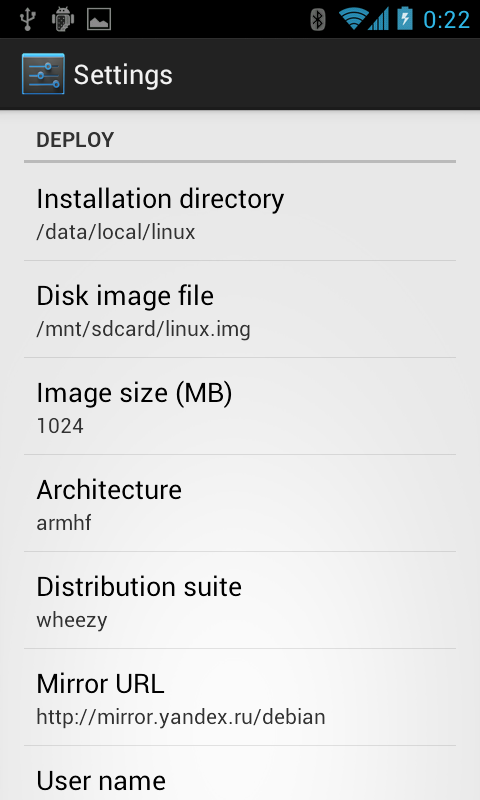 0:22
Settings
DEPLOY
Installation directory
/data/local/linux
Disk image file
/mnt/sdcard/linux.img
Image size (MB)
1024
Architecture
armhf
Distribution suite
wheezy
Mirror URL
http://mirror.yandex.ru/debian
User name